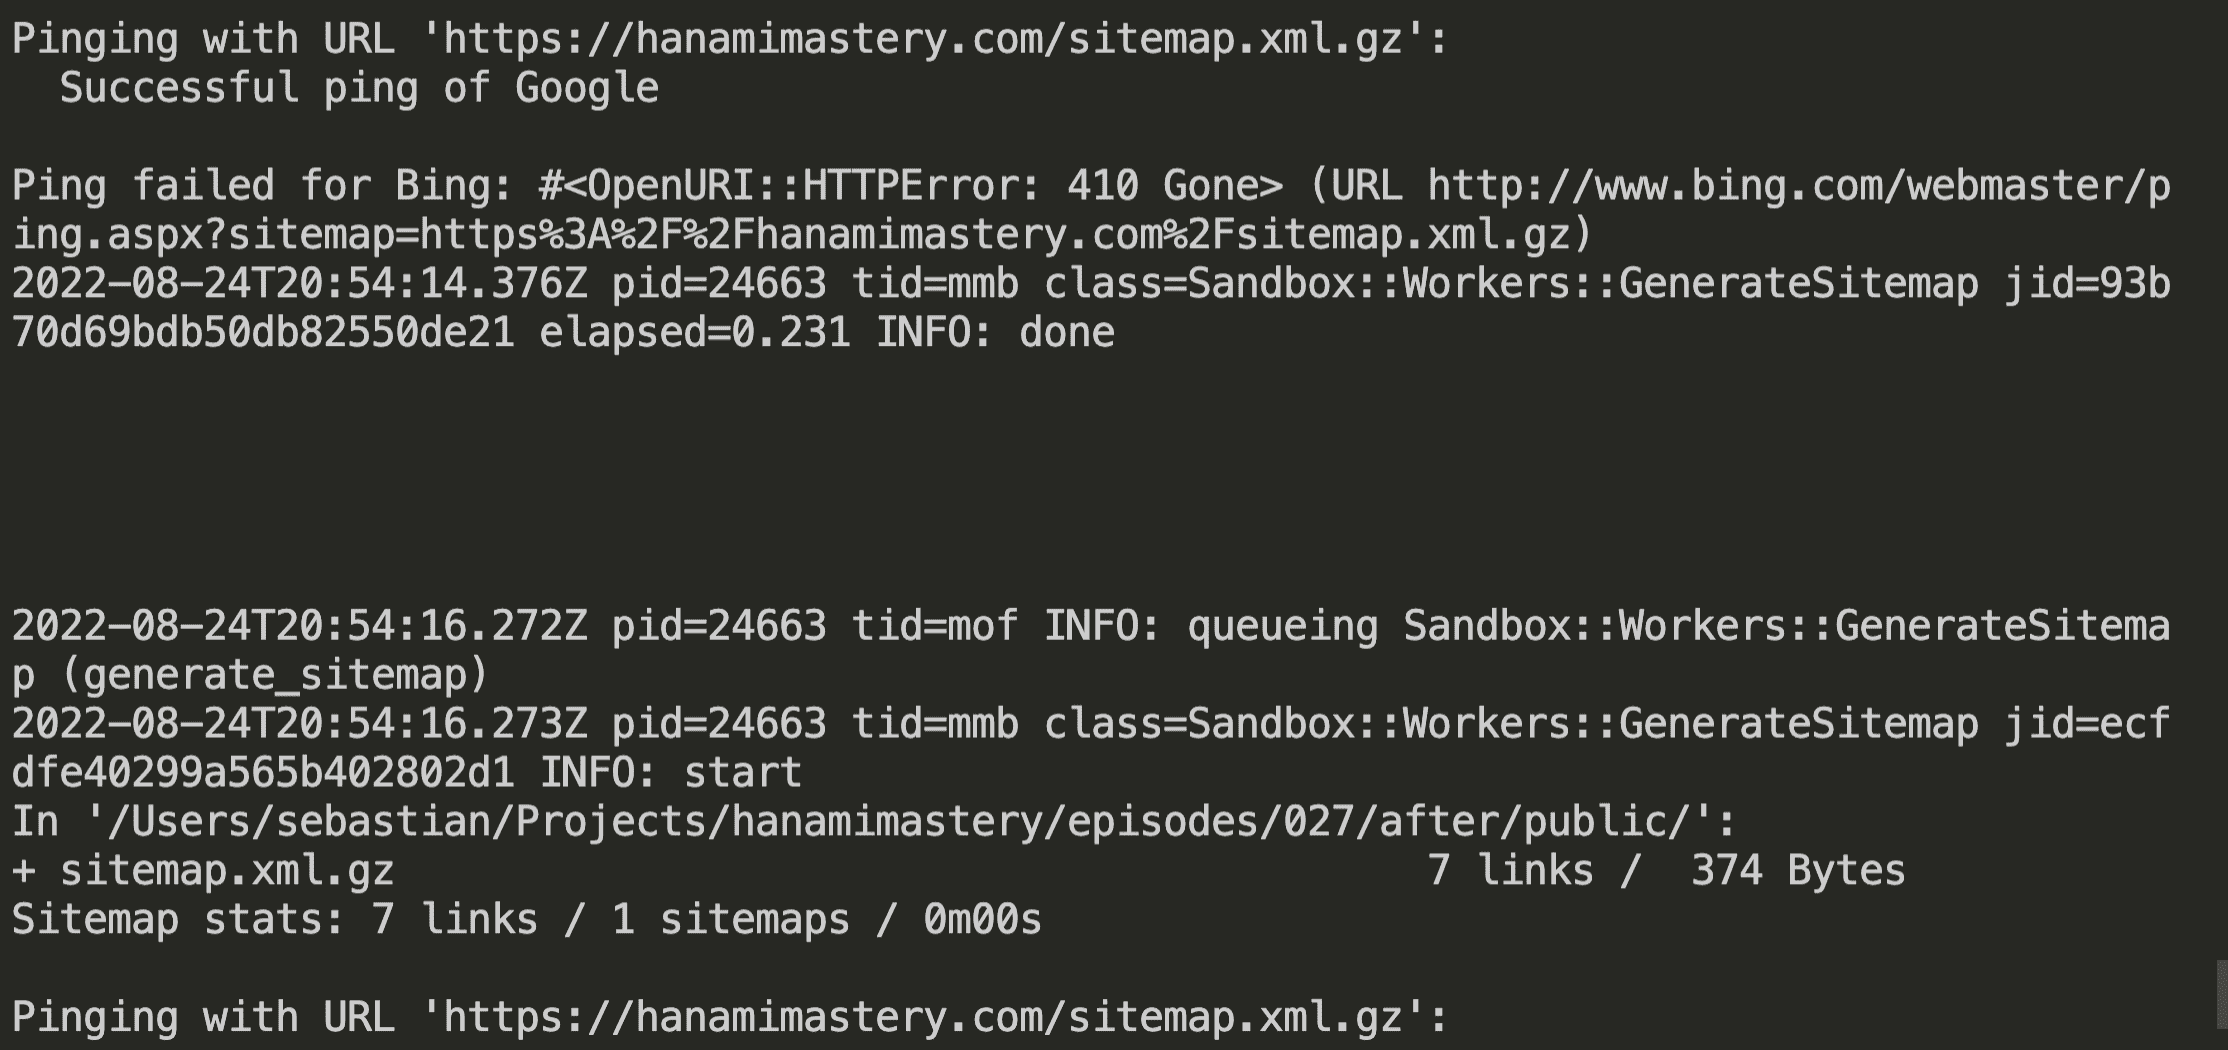 Pinging with URL 'https://hanamimastery.com/sitemap.xml.gz':
  Successful ping of Google
Ping failed for Bing: #<OpenURI::HTTPError: 410 Gone> (URL http://www.bing.com/webmaster/p
ing.aspx?sitemap=https%3A%2F%2Fhanamimastery.com%2Fsitemap.xml.gz)
2022-08-24T20:54:14.376Z pid=24663 tid=mmb class=Sandbox::Workers::GenerateSitemap jid=93b
70d69bdb50db82550de21 elapsed=0.231 INFO: done
2022-08-24T20:54:16.272Z pid=24663 tid=mof INFO: queueing Sandbox::Workers::GenerateSitema
p (generate_sitemap)
2022-08-24T20:54:16.273Z pid=24663 tid=mmb class=Sandbox::Workers::GenerateSitemap jid=ecf
dfe40299a565b402802d1 INFO: start
In '/Users/sebastian/Projects/hanamimastery/episodes/027/after/public/':
+ sitemap.xml.gz                                           7 links /  374 Bytes
Sitemap stats: 7 links / 1 sitemaps / 0m00s
Pinging with URL 'https://hanamimastery.com/sitemap.xml.gz':